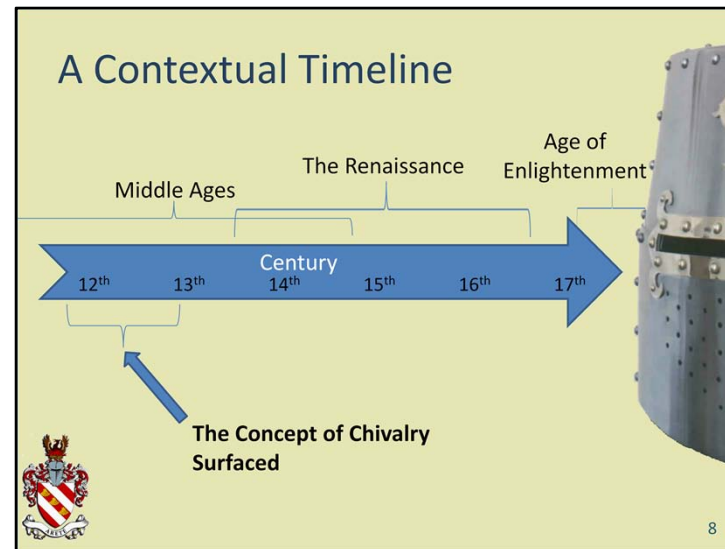 A Contextual Timeline
Age of
Enlightenment
The Renaissance
Middle Ages
Century
12th 13th 14th 15th 16th 17th
The Concept of Chivalry
Surfaced
ARETE
8